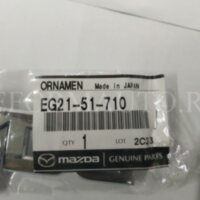 ORNAMEN Made in JAPAN
EG21-51-710
QTY 1 LOT 2C23
mazda GENUINE PARTS